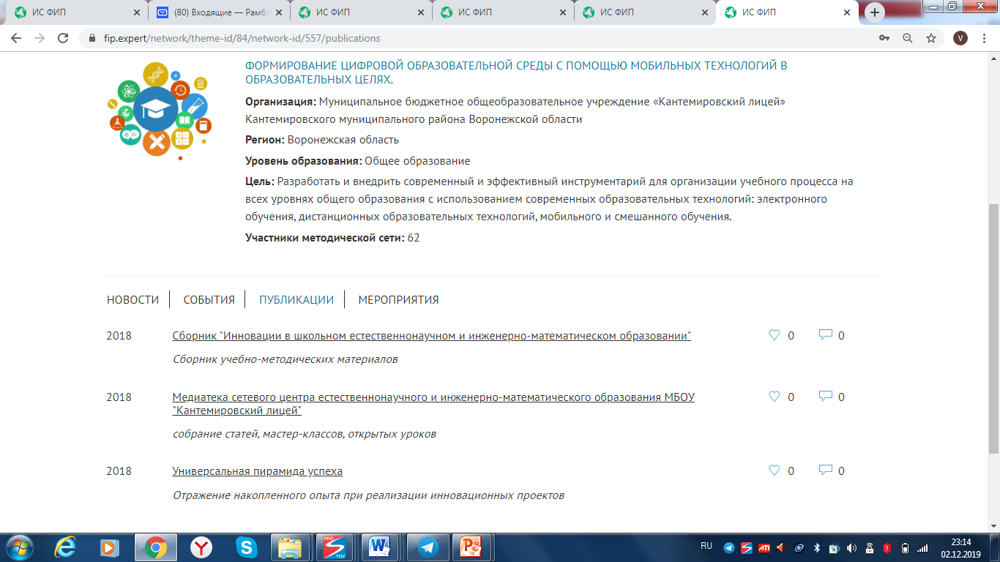 ИС ФИП
(80) Входящие — Рамбл
ИС ФИП
ИС ФИП
ИС ФИП
ИС ФИП
fip.expert/network/theme-id/84/network-id/557/publications
V
ФОРМИРОВАНИЕ ЦИФРОВОЙ ОБРАЗОВАТЕЛЬНОЙ СРЕДЫ С ПОМОЩЬЮ МОБИЛЬНЫХ ТЕХНОЛОГИЙ В
ОБРАЗОВАТЕЛЬНЫХ ЦЕЛЯХ.
Организация: Муниципальное бюджетное общеобразовательное учреждение «Кантемировский лицей»
Кантемировского муниципального района Воронежской области
Регион: Воронежская область
Уровень образования: Общее образование
Цель: Разработать и внедрить современный и эффективный инструментарий для организации учебного процесса на
всех уровнях общего образования с использованием современных образовательных технологий: электронного
обучения, дистанционных образовательных технологий, мобильного и смешанного обучения.
Участники методической сети: 62
НОВОСТИ СОБЫТИЯ ПУБЛИКАЦИИ МЕРОПРИЯТИЯ
2018 Сборник "Инновации в школьном естественнонаучном и инженерно-математическом образовании" 0 0
Сборник учебно-методических материалов
2018 Медиатека сетевого центра естественнонаучного и инженерно-математического образования МБОУ 0 0
"Кантемировский лицей"
собрание статей, мастер-классов, открытых уроков
2018 Универсальная пирамида успеха 0 0
Отражение накопленного опыта при реализации инновационных проектов
PRO
TOY
RU
ATI
23:14
02.12.2019